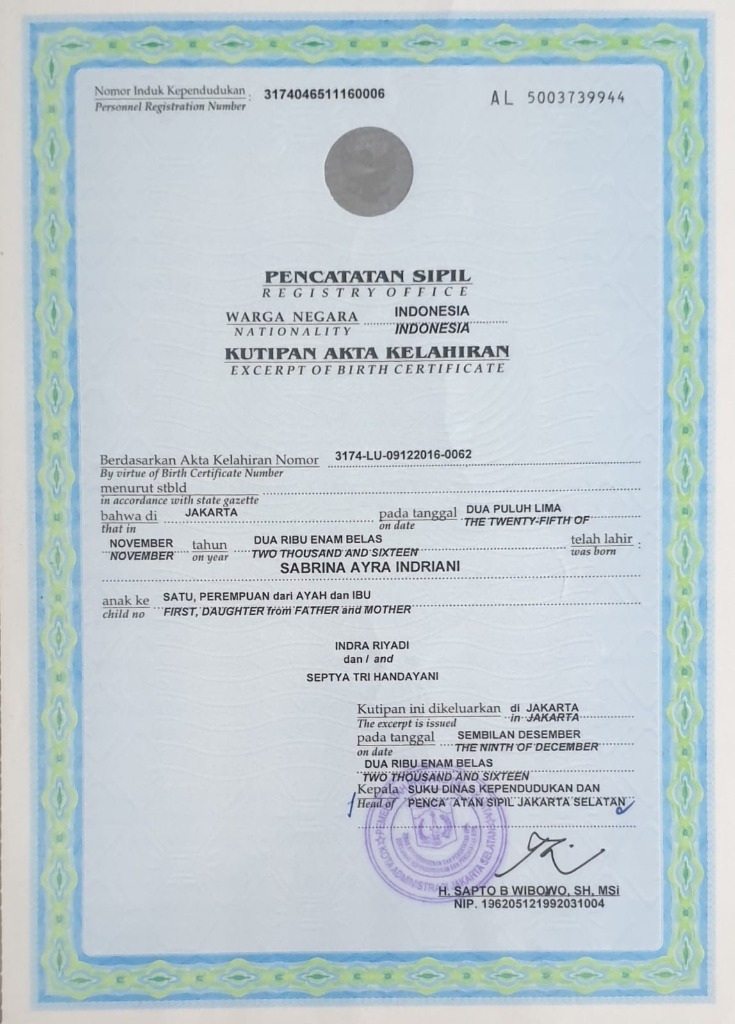 Nomor Induk Kependudukan : 3174046511160006
Personnel Registration Number
AL 5003739944
PENCATATAN SIPIL
REGISTRY OFFICE
WARGA NEGARA INDONESIA
NATIONALITY INDONESIA
KUTIPAN AKTA KELAHIRAN
EXCERPT OF BIRTH CERTIFICATE
Berdasarkan Akta Kelahiran Nomor 3174-LU-09122016-0062
By virtue of Birth Certificate Number
menurut stbld
in accordance with state gazette
bahwa di JAKARTA pada tanggal DUA PULUH LIMA
that in on date THE TWENTY-FIFTH OF
NOVEMBER tahun DUA RIBU ENAM BELAS telah lahir :
NOVEMBER on year TWO THOUSAND AND SIXTEEN was born
SABRINA AYRA INDRIANI
anak ke SATU, PEREMPUAN dari AYAH dan IBU
child no FIRST, DAUGHTER from FATHER and MOTHER
INDRA RIYADI
dan / and
SEPTYA TRI HANDAYANI
Kutipan ini dikeluarkan di JAKARTA
The excerpt is issued in JAKARTA
pada tanggal SEMBILAN DESEMBER
on date THE NINTH OF DECEMBER
DUA RIBU ENAM BELAS
TWO THOUSAND AND SIXTEEN
Kepala SUKU DINAS KEPENDUDUKAN DAN
Head of PENCA ATAN SIPIL JAKARTA SELATAN
KOTA ADMINISTRASI JAKARTA SELATAN
H. SAPTO B WIBOWO, SH, MSi
NIP. 196205121992031004